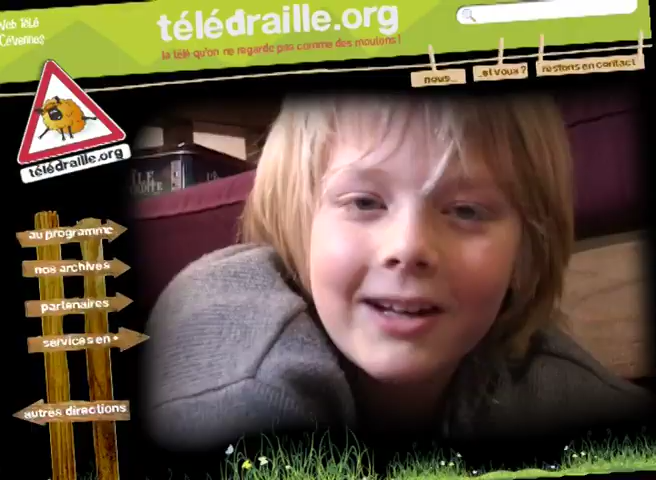 Web Télé
Cévennes
télédraille.org
la télé qu'on ne regarde pas comme des moutons!
nous...
...et vous ?
restons en contact
télédraille.org
au programme
nos archives
partenaires
services en +
autres directions